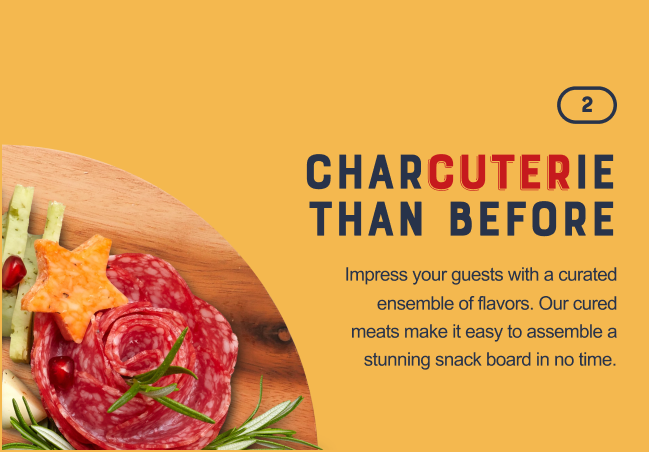 2
CHARCUTERIE
THAN BEFORE
Impress your guests with a curated
ensemble of flavors. Our cured
meats make it easy to assemble a
stunning snack board in no time.